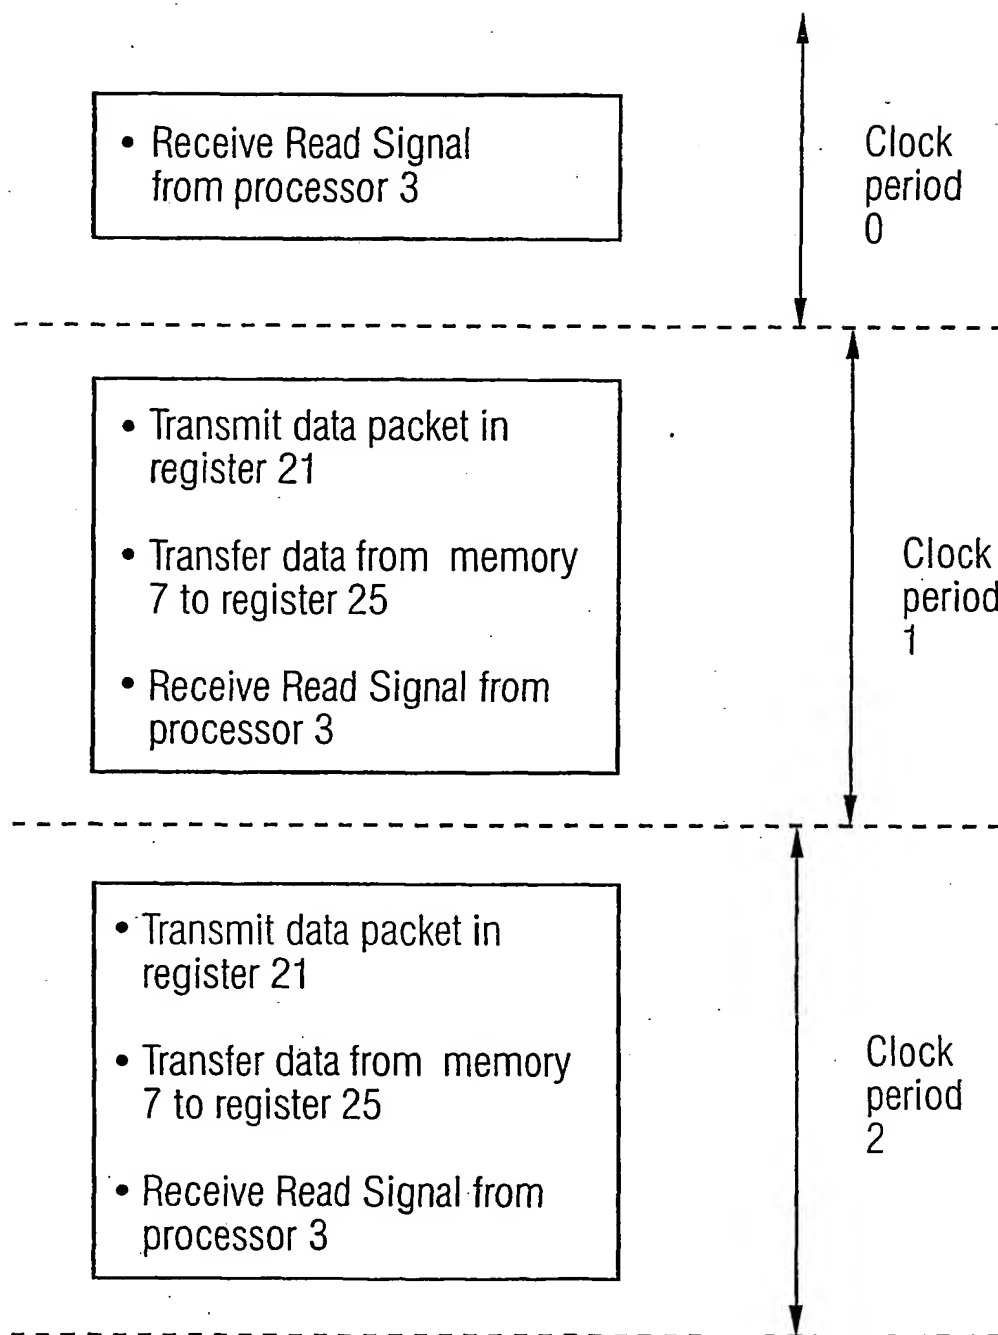 • Receive Read Signal
from processor 3
Clock
period
0
• Transmit data packet in
register 21
• Transfer data from memory
7 to register 25
• Receive Read Signal from
processor 3
Clock
period
1
• Transmit data packet in
register 21
• Transfer data from memory
7 to register 25
• Receive Read Signal from
processor 3
Clock
period
2